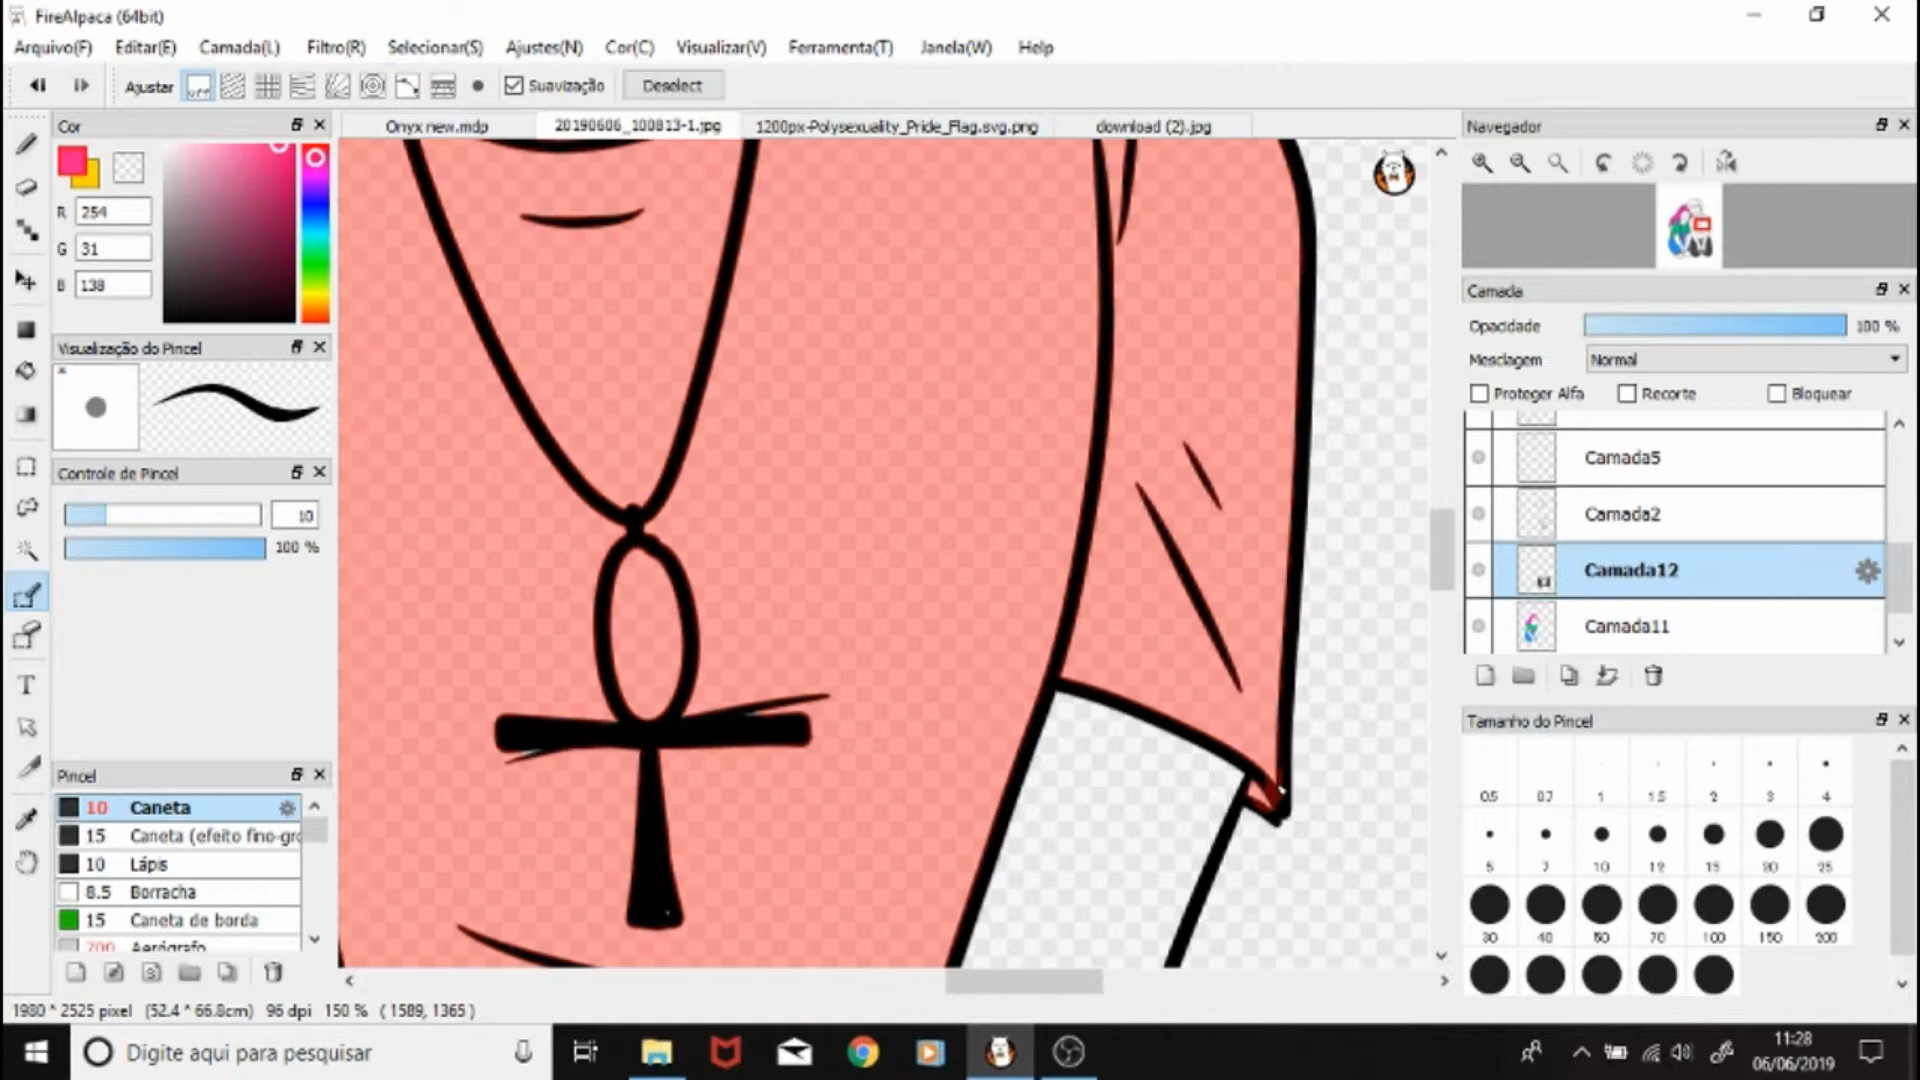 FireAlpaca (64bit)
Arquivo(F) Editar(E) Camada(L) Filtro(R) Selecionar(S) Ajustes(N) Cor(C) Visualizar(V) Ferramenta(T) Janela(W) Help
Ajustar OFF Suavização Deselect
Cor
Onyx new.mdp 20190606_100813-1.jpg 1200px-Polysexuality_Pride_Flag.svg.png download (2).jpg
Navegador
R 254
G 31
B 138
Camada
Opacidade 100 %
Visualização do Pincel
Mesclagem Normal
Proteger Alfa Recorte Bloquear
Camada5
Controle de Pincel
10
Camada2
100 %
Camada12
Camada11
T
Tamanho do Pincel
Pincel
0.5 0.7 1 1.5 2 3 4
10 Caneta
15 Caneta (efeito fino-gro
10 Lápis
5 7 10 12 15 20 25
8.5 Borracha
15 Caneta de borda
700 Aerógrafo
30 40 50 70 100 150 200
1980 * 2525 pixel (52.4 * 66.8cm) 96 dpi 150 % ( 1589, 1365 )
Digite aqui para pesquisar
11:28
06/06/2019